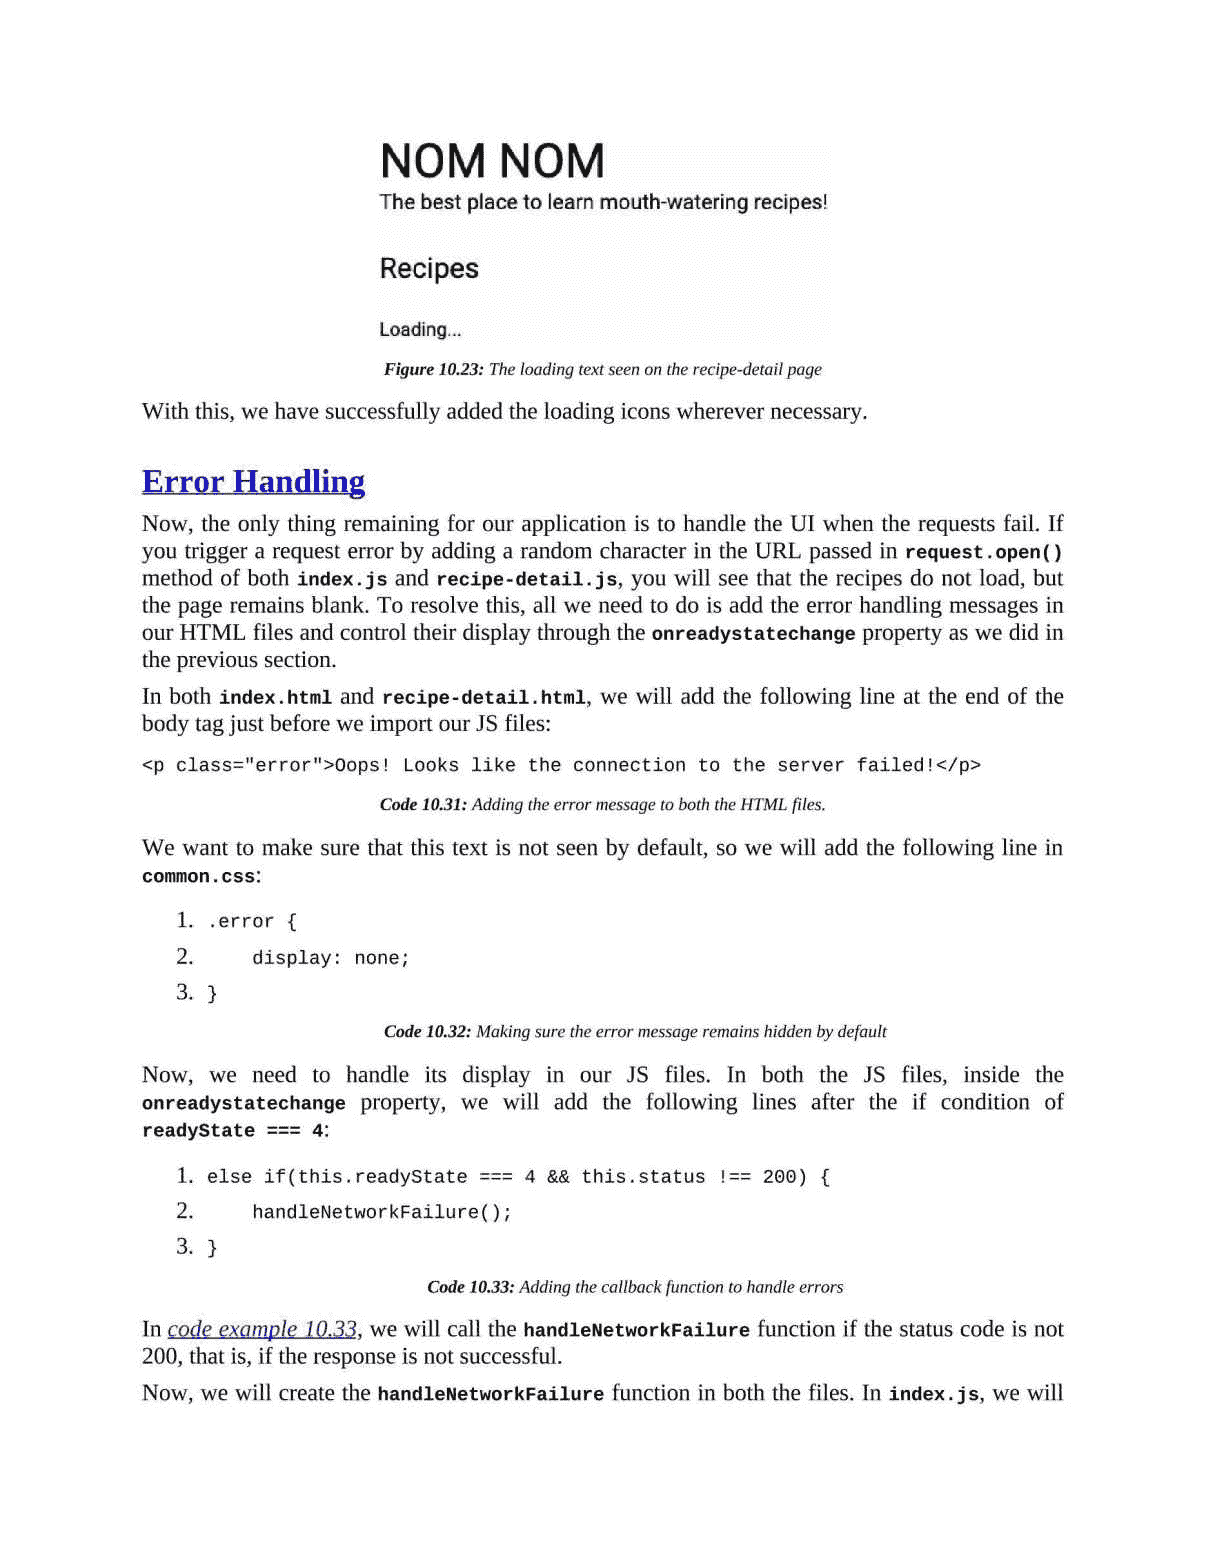 NOM NOM
The best place to learn mouth-watering recipes!
Recipes
Loading...
Figure 10.23: The loading text seen on the recipe-detail page
With this, we have successfully added the loading icons wherever necessary.
Error Handling
Now, the only thing remaining for our application is to handle the UI when the requests fail. If
you trigger a request error by adding a random character in the URL passed in request.open()
method of both index.js and recipe-detail.js, you will see that the recipes do not load, but
the page remains blank. To resolve this, all we need to do is add the error handling messages in
our HTML files and control their display through the onreadystatechange property as we did in
the previous section.
In both index.html and recipe-detail.html, we will add the following line at the end of the
body tag just before we import our JS files:
<p class="error">Oops! Looks like the connection to the server failed!</p>
Code 10.31: Adding the error message to both the HTML files.
We want to make sure that this text is not seen by default, so we will add the following line in
common.css:
1. .error {
2.     display: none;
3. }
Code 10.32: Making sure the error message remains hidden by default
Now, we need to handle its display in our JS files. In both the JS files, inside the
onreadystatechange property, we will add the following lines after the if condition of
readyState === 4:
1. else if(this.readyState === 4 && this.status !== 200) {
2.     handleNetworkFailure();
3. }
Code 10.33: Adding the callback function to handle errors
In code example 10.33, we will call the handleNetworkFailure function if the status code is not
200, that is, if the response is not successful.
Now, we will create the handleNetworkFailure function in both the files. In index.js, we will